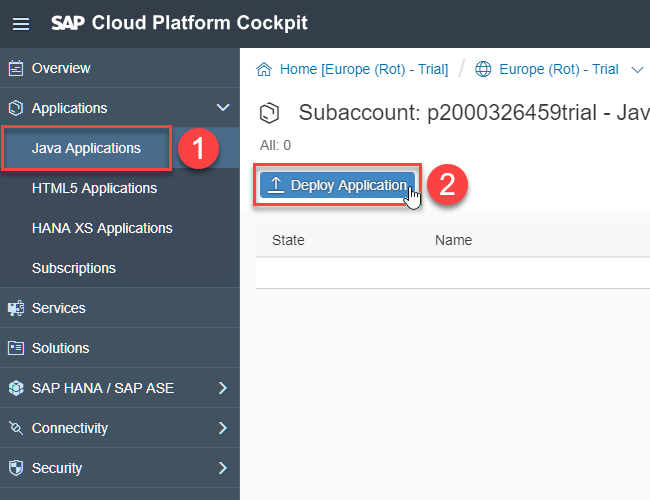 SAP Cloud Platform Cockpit
Overview
Applications
Java Applications
1
HTML5 Applications
HANA XS Applications
Subscriptions
Services
Solutions
SAP HANA / SAP ASE
Connectivity
Security
Home [Europe (Rot) - Trial] / Europe (Rot) - Trial
Subaccount: p2000326459trial - Jav
All: 0
Deploy Application
2
State Name